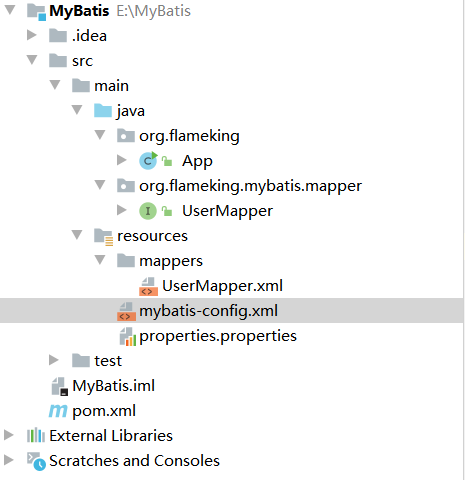 MyBatis E:\MyBatis
.idea
src
main
java
org.flameking
C App
org.flameking.mybatis.mapper
I UserMapper
resources
mappers
UserMapper.xml
mybatis-config.xml
properties.properties
test
MyBatis.iml
m pom.xml
External Libraries
Scratches and Consoles